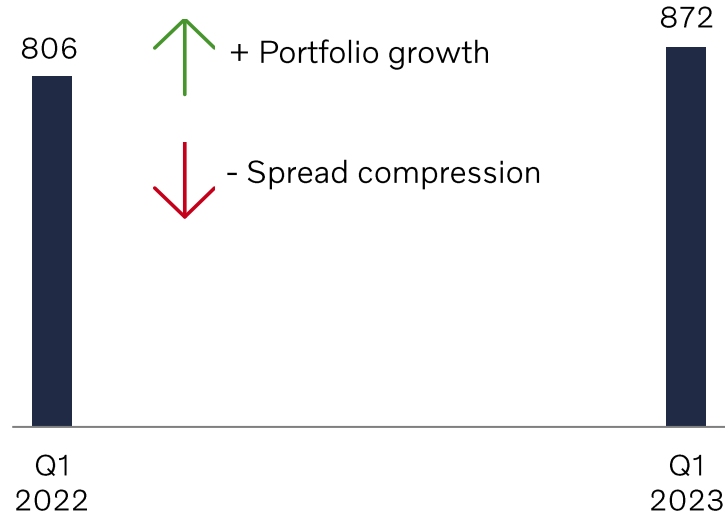 806
+ Portfolio growth
- Spread compression
872
Q1
2022
Q1
2023